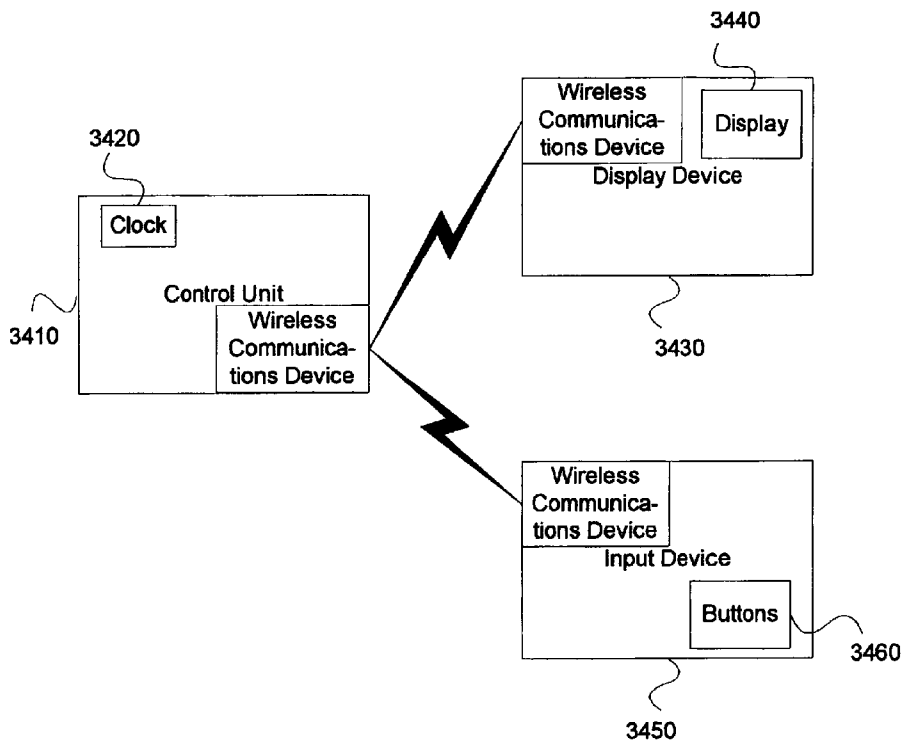 3440
Wireless
Communica-
tions Device
Display
Display Device
3420
Clock
Control Unit
Wireless
Communica-
tions Device
3410
3430
Wireless
Communica-
tions Device
Input Device
Buttons
3460
3450